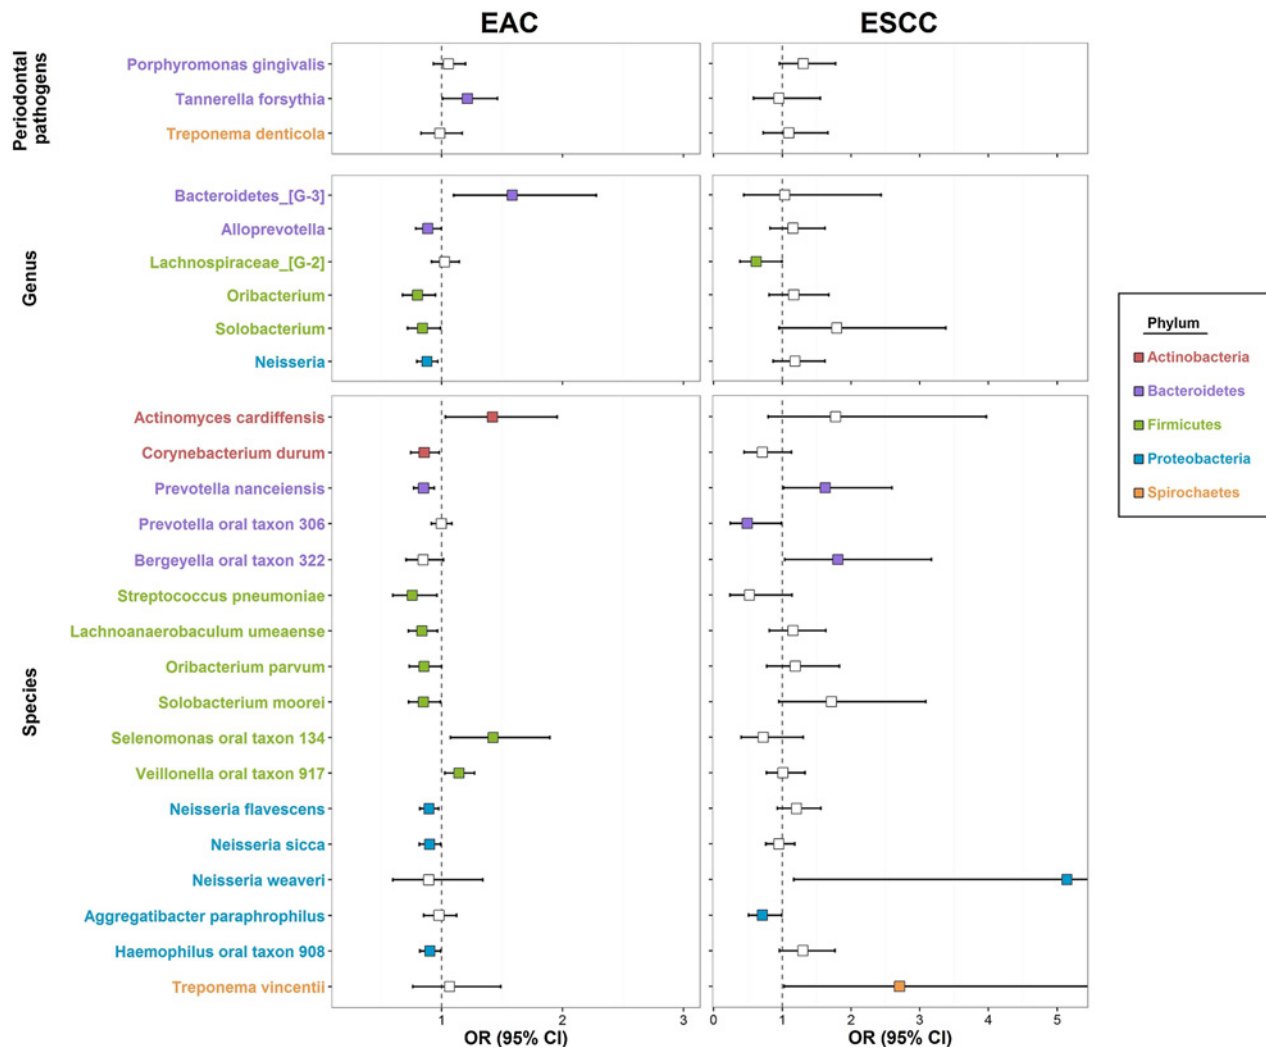 EAC
ESCC
Periodontal
pathogens
Porphyromonas gingivalis
Tannerella forsythia
Treponema denticola
Genus
Bacteroidetes_[G-3]
Alloprevotella
Lachnospiraceae_[G-2]
Oribacterium
Solobacterium
Neisseria
Species
Actinomyces cardiffensis
Corynebacterium durum
Prevotella nanceiensis
Prevotella oral taxon 306
Bergeyella oral taxon 322
Streptococcus pneumoniae
Lachnoanaerobaculum umeaense
Oribacterium parvum
Solobacterium moorei
Selenomonas oral taxon 134
Veillonella oral taxon 917
Neisseria flavescens
Neisseria sicca
Neisseria weaveri
Aggregatibacter paraphrophilus
Haemophilus oral taxon 908
Treponema vincentii
1 2 3
OR (95% CI)
0 1 2 3 4 5
OR (95% CI)
Phylum
Actinobacteria
Bacteroidetes
Firmicutes
Proteobacteria
Spirochaetes